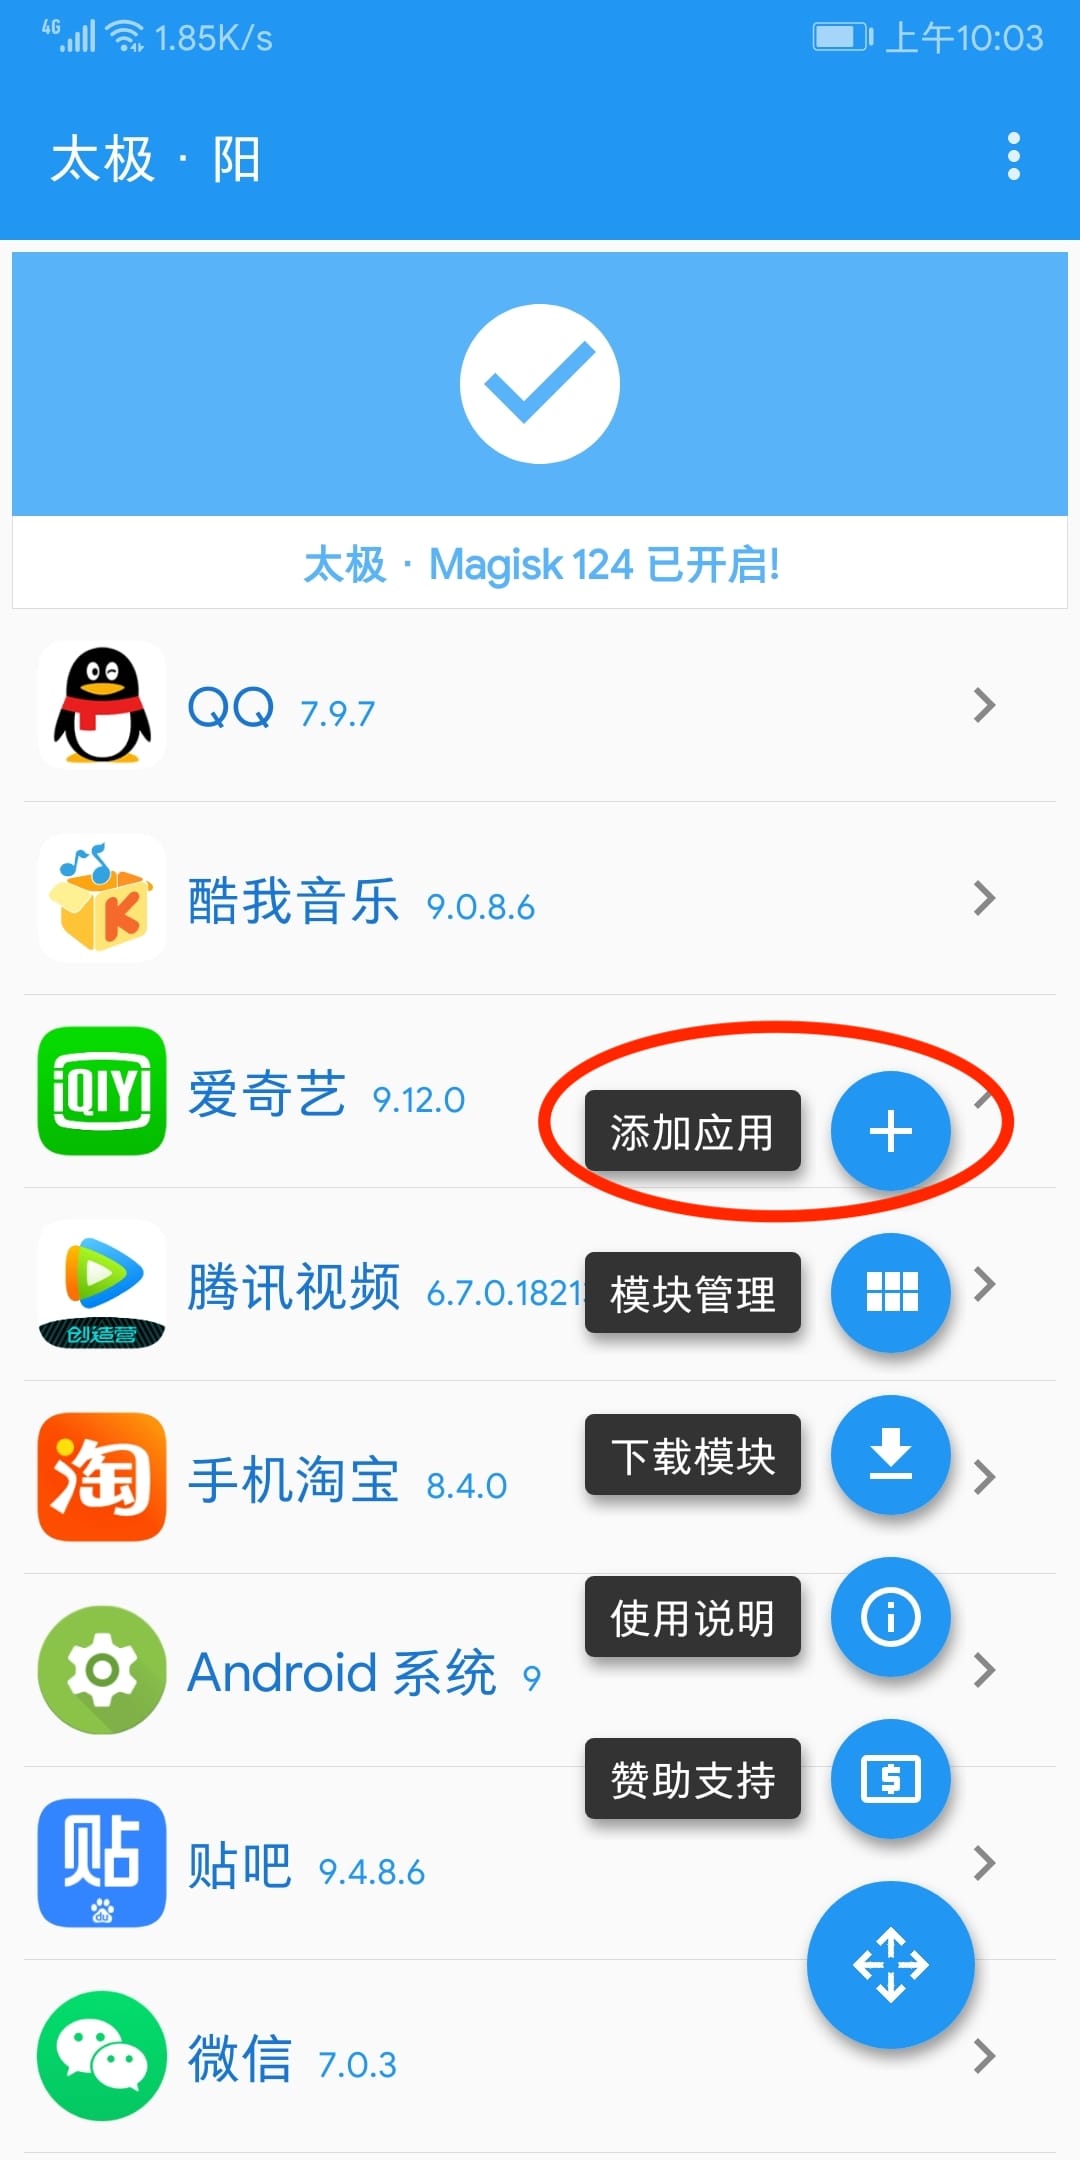 4G 1.85K/s 上午10:03
太极 · 阳
太极 · Magisk 124 已开启!
QQ 7.9.7
K
酷我音乐 9.0.8.6
iQIYI
爱奇艺 9.12.0
添加应用
创造营
腾讯视频 6.7.0.1821
模块管理
淘
手机淘宝 8.4.0
下载模块
使用说明
Android 系统 9
赞助支持
贴
du
贴吧 9.4.8.6
微信 7.0.3